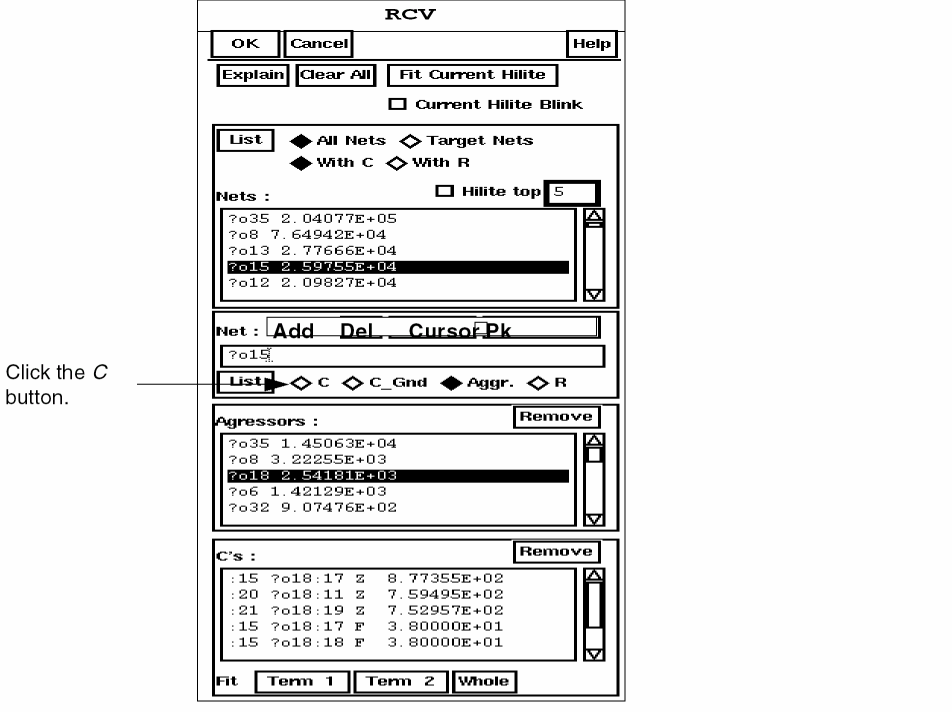 RCV
OK Cancel Help
Explain Clear All Fit Current Hilite
Current Hilite Blink
List All Nets Target Nets
With C With R
Hilite top 5
Nets :
?o35 2.04077E+05
?o8 7.64942E+04
?o13 2.77666E+04
?o15 2.59755E+04
?o12 2.09827E+04
Net : Add Del Cursor Pk
?o15
List C C_Gnd Aggr. R
Click the C
button.
Agressors : Remove
?o35 1.45063E+04
?o8 3.22255E+03
?o18 2.54181E+03
?o6 1.42129E+03
?o32 9.07476E+02
C's : Remove
:15 ?o18:17 Z 8.77355E+02
:20 ?o18:11 Z 7.59495E+02
:21 ?o18:19 Z 7.52957E+02
:15 ?o18:17 F 3.80000E+01
:15 ?o18:18 F 3.80000E+01
Fit Term 1 Term 2 Whole